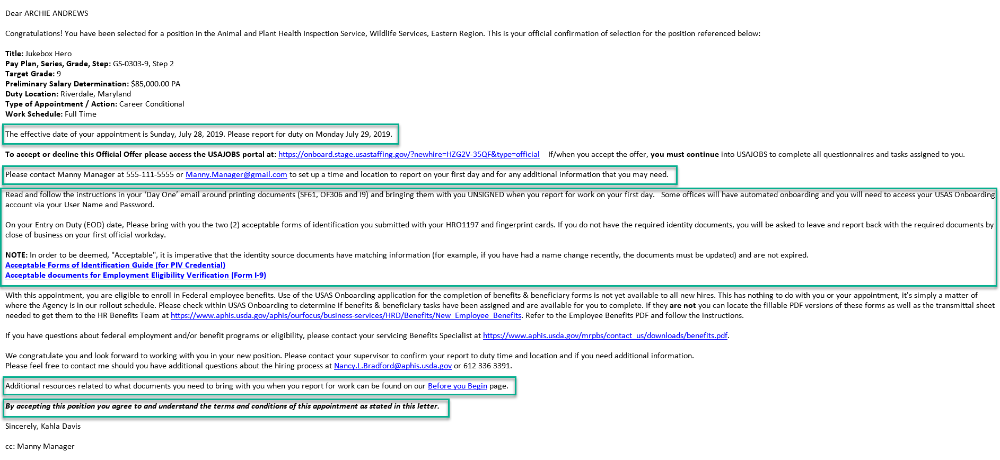 Dear ARCHIE ANDREWS
Congratulations! You have been selected for a position in the Animal and Plant Health Inspection Service, Wildlife Services, Eastern Region. This is your official confirmation of selection for the position referenced below:
Title: Jukebox Hero
Pay Plan, Series, Grade, Step: GS-0303-9, Step 2
Target Grade: 9
Preliminary Salary Determination: $85,000.00 PA
Duty Location: Riverdale, Maryland
Type of Appointment / Action: Career Conditional
Work Schedule: Full Time
The effective date of your appointment is Sunday, July 28, 2019. Please report for duty on Monday July 29, 2019.
To accept or decline this Official Offer please access the USAJOBS portal at: https://onboard.stage.usastaffing.gov/?newhire=HZG2V-35QF&type=official If/when you accept the offer, you must continue into USAJOBS to complete all questionnaires and tasks assigned to you.
Please contact Manny Manager at 555-111-5555 or Manny.Manager@gmail.com to set up a time and location to report on your first day and for any additional information that you may need.
Read and follow the instructions in your ‘Day One’ email around printing documents (SF61, OF306 and I9) and bringing them with you UNSIGNED when you report for work on your first day. Some offices will have automated onboarding and you will need to access your USAS Onboarding
account via your User Name and Password.
On your Entry on Duty (EOD) date, Please bring with you the two (2) acceptable forms of identification you submitted with your HRO1197 and fingerprint cards. If you do not have the required identity documents, you will be asked to leave and report back with the required documents by
close of business on your first official workday.
NOTE: In order to be deemed, "Acceptable", it is imperative that the identity source documents have matching information (for example, if you have had a name change recently, the documents must be updated) and are not expired.
Acceptable Forms of Identification Guide (for PIV Credential)
Acceptable documents for Employment Eligibility Verification (Form I-9)
With this appointment, you are eligible to enroll in Federal employee benefits. Use of the USAS Onboarding application for the completion of benefits & beneficiary forms is not yet available to all new hires. This has nothing to do with you or your appointment, it's simply a matter of
where the Agency is in our rollout schedule. Please check within USAS Onboarding to determine if benefits & beneficiary tasks have been assigned and are available for you to complete. If they are not you can locate the fillable PDF versions of these forms as well as the transmittal sheet
needed to get them to the HR Benefits Team at https://www.aphis.usda.gov/aphis/ourfocus/business-services/HRD/Benefits/New_Employee_Benefits. Refer to the Employee Benefits PDF and follow the instructions.
If you have questions about federal employment and/or benefit programs or eligibility, please contact your servicing Benefits Specialist at https://www.aphis.usda.gov/mrpbs/contact_us/downloads/benefits.pdf.
We congratulate you and look forward to working with you in your new position. Please contact your supervisor to confirm your report to duty time and location and if you need additional information.
Please feel free to contact me should you have additional questions about the hiring process at Nancy.L.Bradford@aphis.usda.gov or 612 336 3391.
Additional resources related to what documents you need to bring with you when you report for work can be found on our Before you Begin page.
By accepting this position you agree to and understand the terms and conditions of this appointment as stated in this letter.
Sincerely, Kahla Davis
cc: Manny Manager